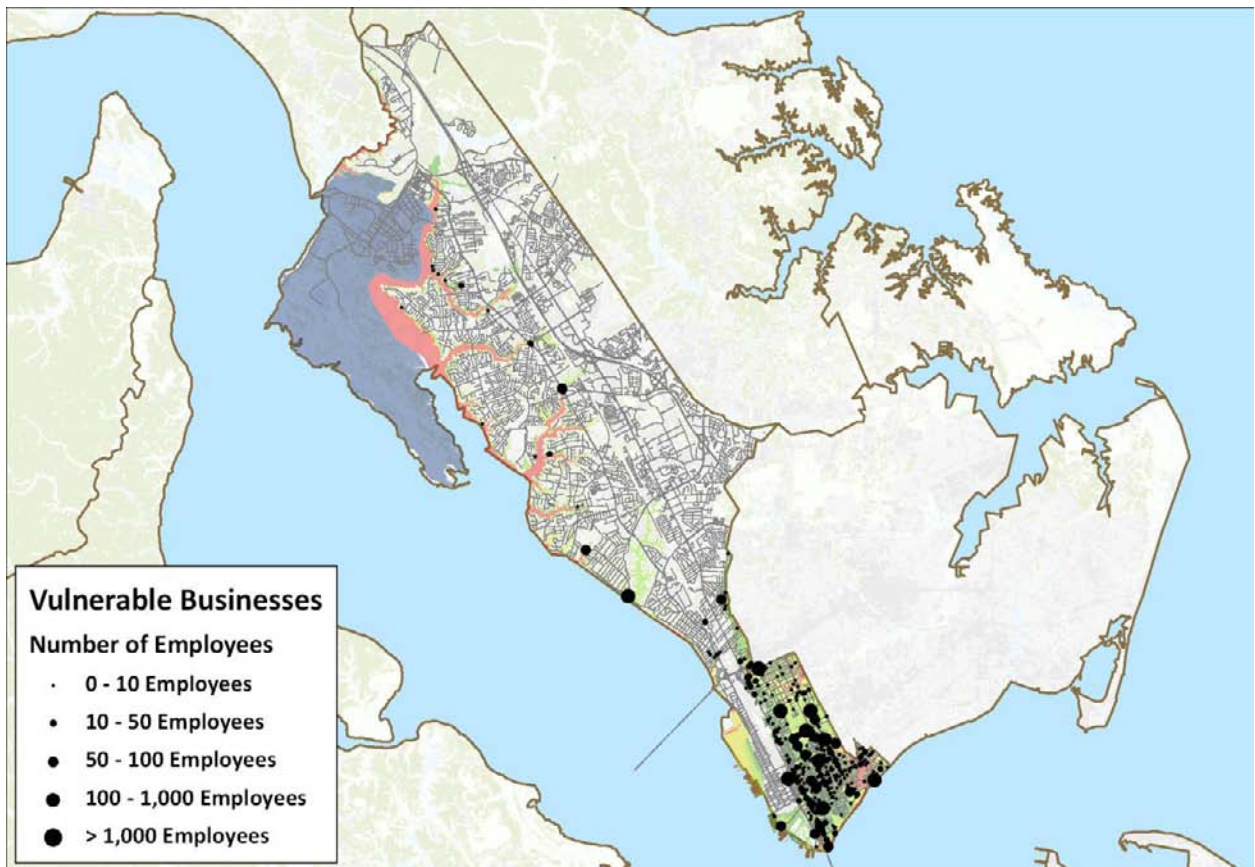 Vulnerable Businesses
Number of Employees
0 - 10 Employees
10 - 50 Employees
50 - 100 Employees
100 - 1,000 Employees
> 1,000 Employees